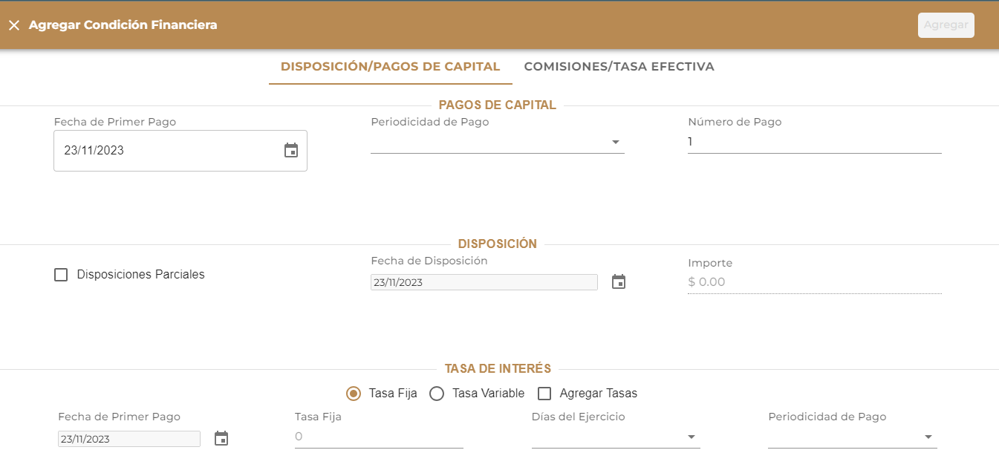 Agregar Condición Financiera
Agregar
DISPOSICIÓN/PAGOS DE CAPITAL
COMISIONES/TASA EFECTIVA
PAGOS DE CAPITAL
Fecha de Primer Pago
Periodicidad de Pago
Número de Pago
23/11/2023
1
DISPOSICIÓN
Disposiciones Parciales
Fecha de Disposición
Importe
23/11/2023
$ 0.00
TASA DE INTERÉS
Tasa Fija
Tasa Variable
Agregar Tasas
Fecha de Primer Pago
Tasa Fija
Días del Ejercicio
Periodicidad de Pago
23/11/2023
0